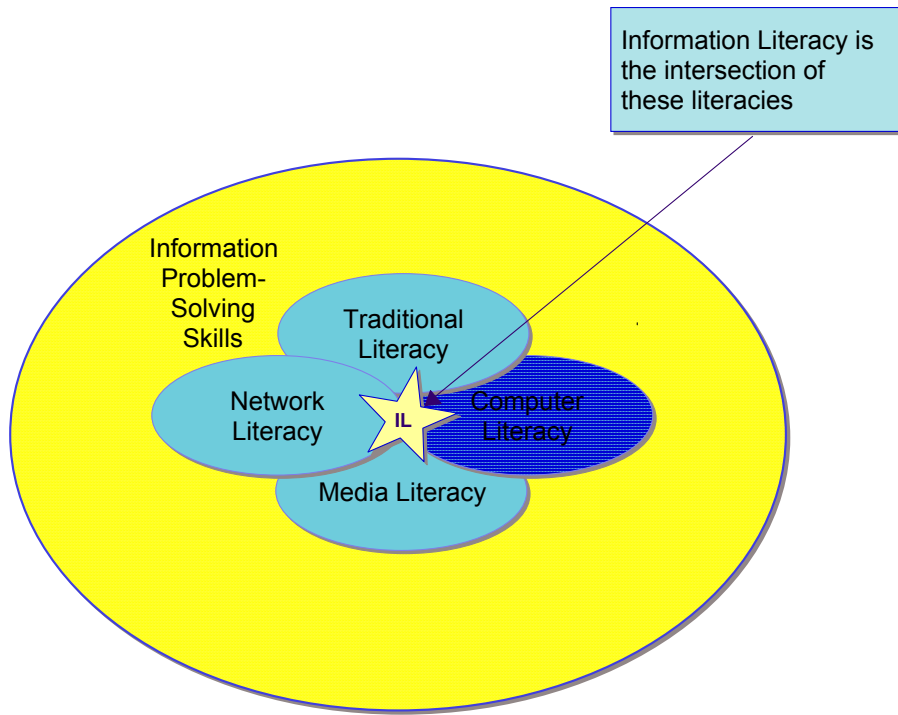 Information Literacy is
the intersection of
these literacies
Information
Problem-
Solving
Skills
Traditional
Literacy
Network
Literacy
IL
Computer
Literacy
Media Literacy